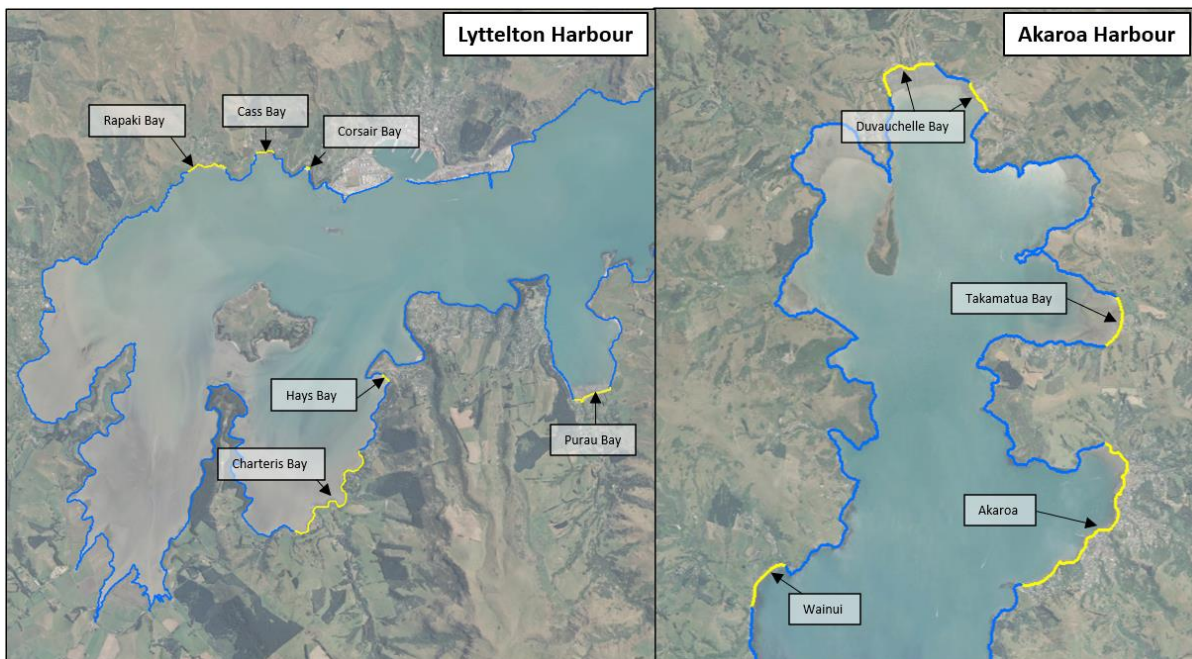 Lyttelton Harbour
Akaroa Harbour
Rapaki Bay
Cass Bay
Corsair Bay
Hays Bay
Charteris Bay
Purau Bay
Duvauchelle Bay
Takamatua Bay
Akaroa
Wainui